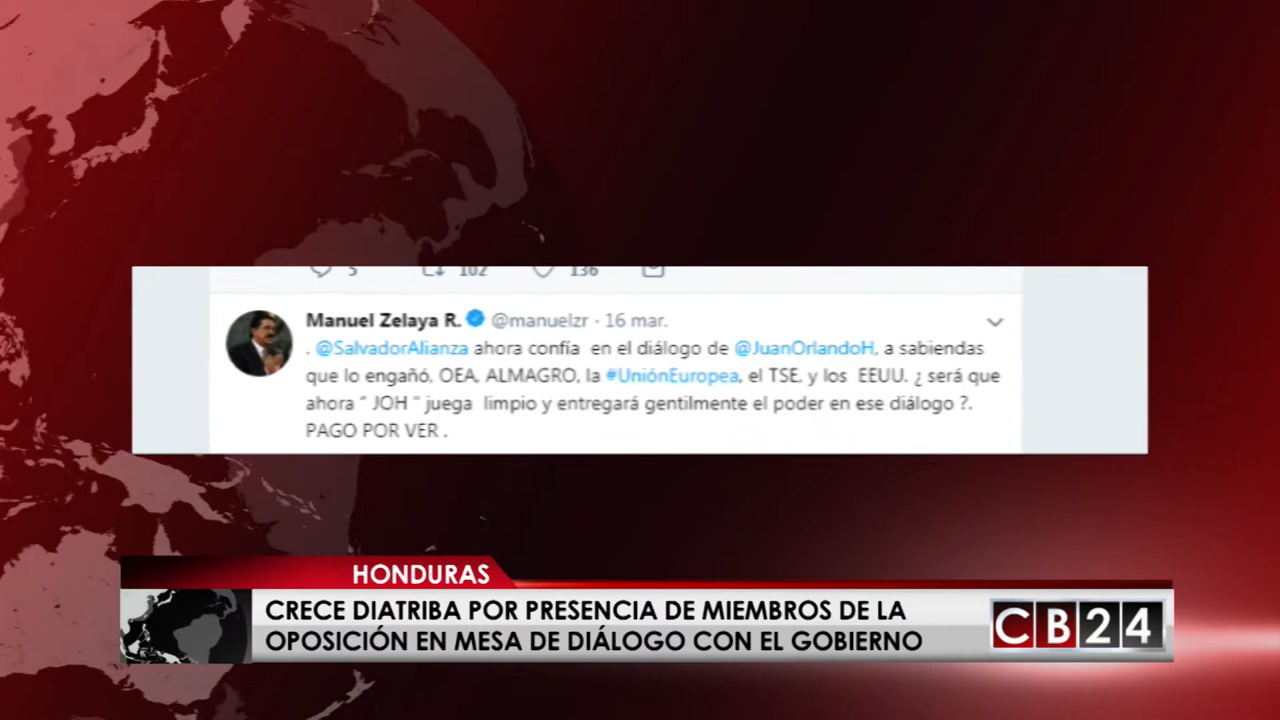 5 102 136
Manuel Zelaya R. @manuelzr · 16 mar.
. @SalvadorAlianza ahora confía en el diálogo de @JuanOrlandoH, a sabiendas
que lo engañó, OEA, ALMAGRO, la #UniónEuropea, el TSE, y los EEUU. ¿ será que
ahora " JOH " juega limpio y entregará gentilmente el poder en ese diálogo ?.
PAGO POR VER .
HONDURAS
CRECE DIATRIBA POR PRESENCIA DE MIEMBROS DE LA
OPOSICIÓN EN MESA DE DIÁLOGO CON EL GOBIERNO
CB24